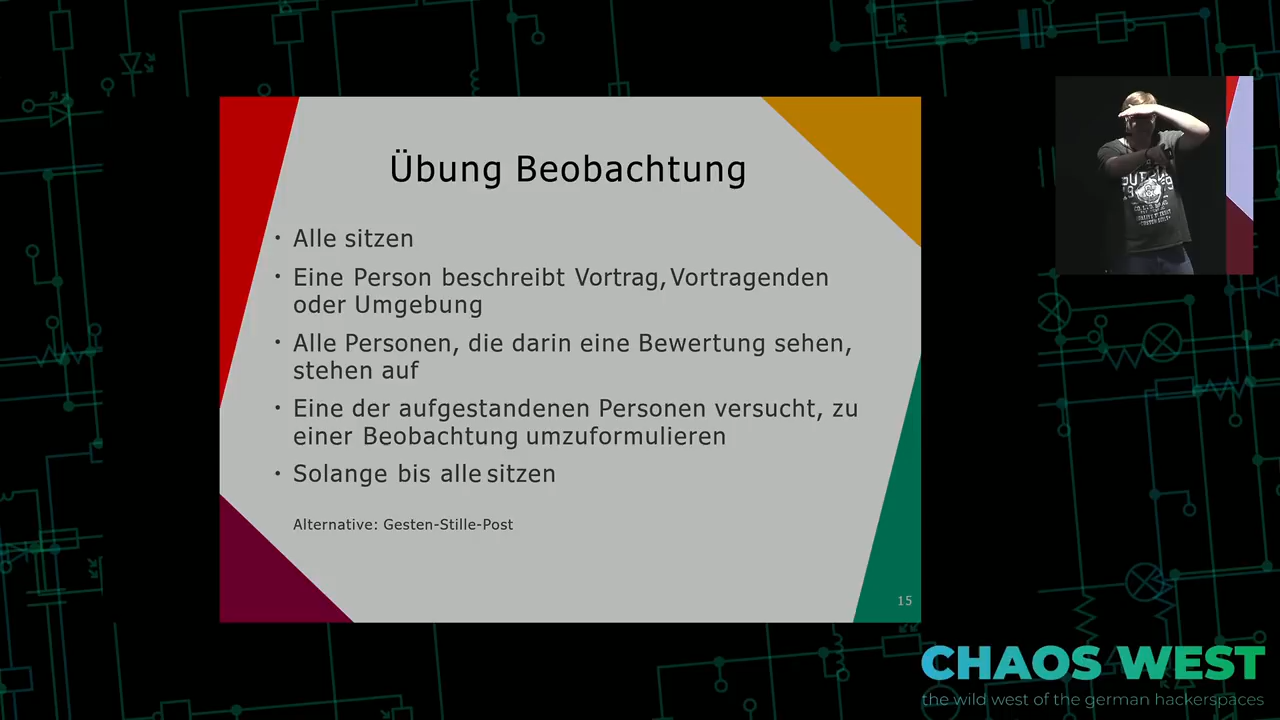 Übung Beobachtung
• Alle sitzen
• Eine Person beschreibt Vortrag, Vortragenden
oder Umgebung
• Alle Personen, die darin eine Bewertung sehen,
stehen auf
• Eine der aufgestandenen Personen versucht, zu
einer Beobachtung umzuformulieren
• Solange bis alle sitzen
Alternative: Gesten-Stille-Post
15
CHAOS WEST
the wild west of the german hackerspaces